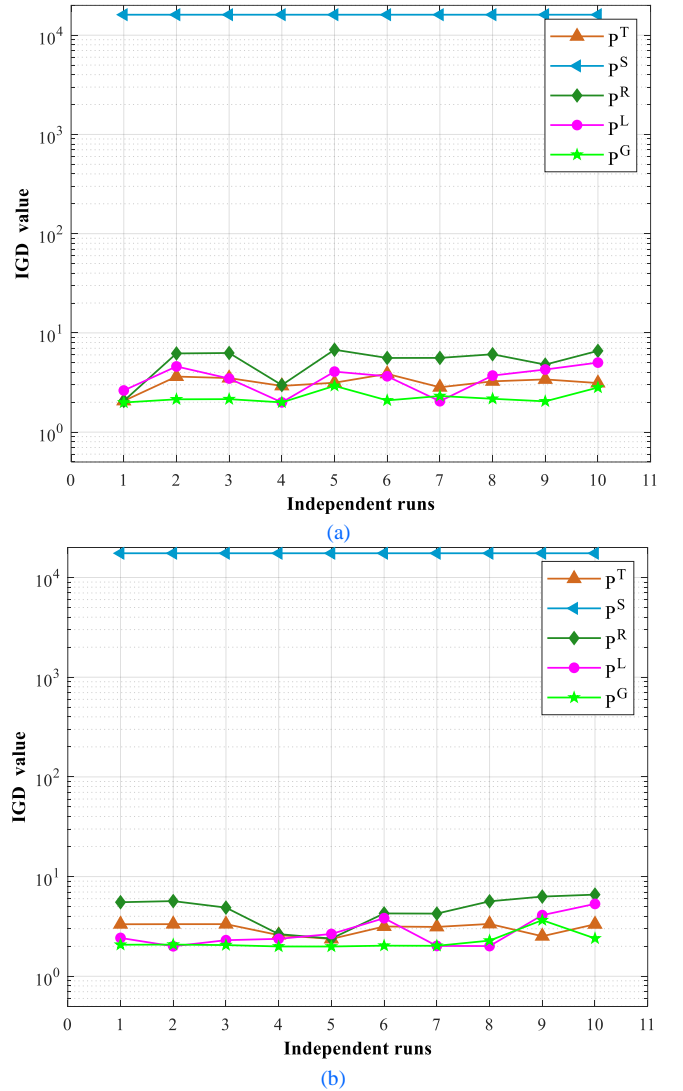 10^4
10^3
10^2
10^1
10^0
IGD value
P^T
P^S
P^R
P^L
P^G
0 1 2 3 4 5 6 7 8 9 10 11
Independent runs
(a)
10^4
10^3
10^2
10^1
10^0
IGD value
P^T
P^S
P^R
P^L
P^G
0 1 2 3 4 5 6 7 8 9 10 11
Independent runs
(b)